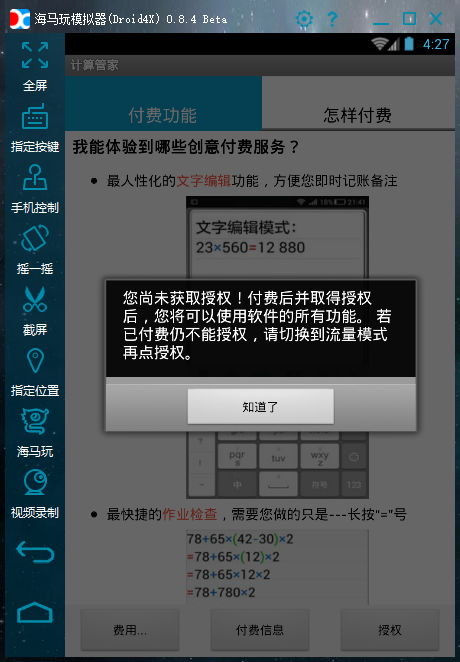 海马玩模拟器(Droid4X) 0.8.4 Beta
4:27
全屏
指定按键
手机控制
摇一摇
截屏
指定位置
海马玩
视频录制
计算管家
付费功能
怎样付费
我能体验到哪些创意付费服务？
最人性化的文字编辑功能，方便您即时记账备注
18% 21:41
文字编辑模式：
23×560=12 880
您尚未获取授权！付费后并取得授权
后，您将可以使用软件的所有功能。 若
已付费仍不能授权，请切换到流量模式
再点授权。
知道了
pqrs tuv wxyz
中 符号 123
最快捷的作业检查，需要您做的只是---长按"="号
78+65×(42-30)×2
=78+65×(12)×2
=78+65×12×2
=78+780×2
费用...
付费信息
授权